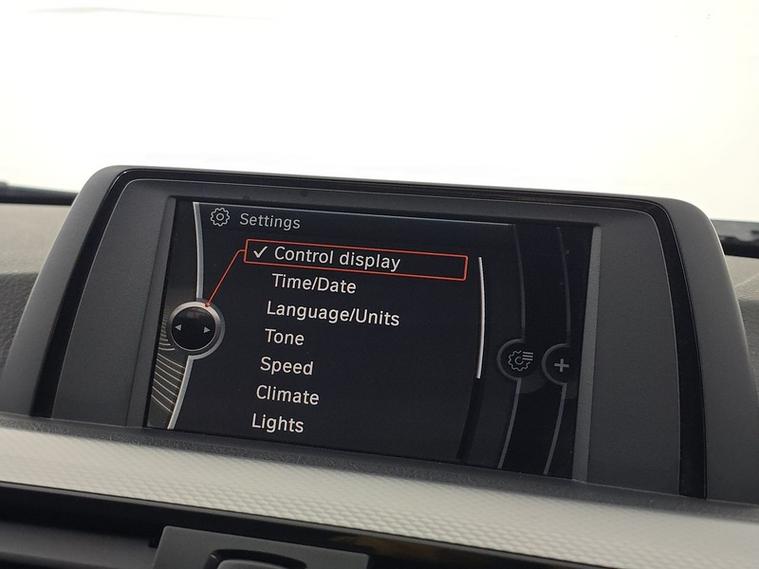 Settings
✓ Control display
Time/Date
Language/Units
Tone
Speed
Climate
Lights